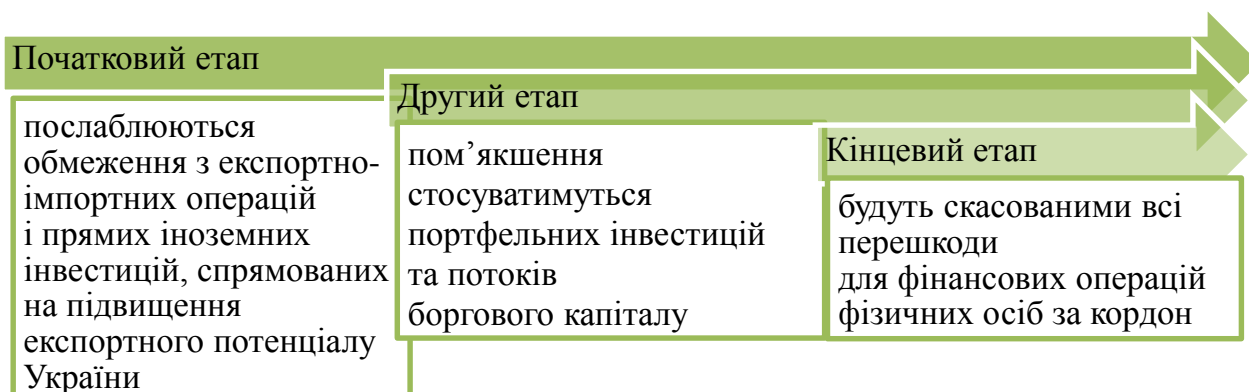 Початковий етап
послаблюються
обмеження з експортно-
імпортних операцій
і прямих іноземних
інвестицій, спрямованих
на підвищення
експортного потенціалу
України
Другий етап
пом’якшення
стосуватимуться
портфельних інвестицій
та потоків
боргового капіталу
Кінцевий етап
будуть скасованими всі
перешкоди
для фінансових операцій
фізичних осіб за кордон